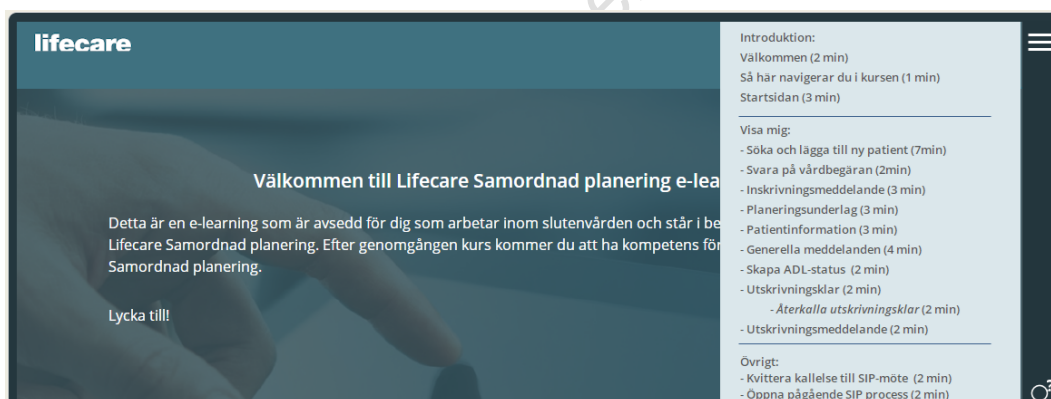 lifecare
Välkommen till Lifecare Samordnad planering e-lea
Detta är en e-learning som är avsedd för dig som arbetar inom slutenvården och står i be
Lifecare Samordnad planering. Efter genomgången kurs kommer du att ha kompetens för
Samordnad planering.
Lycka till!
Introduktion:
Välkommen (2 min)
Så här navigerar du i kursen (1 min)
Startsidan (3 min)
Visa mig:
- Söka och lägga till ny patient (7min)
- Svara på vårdbegäran (2min)
- Inskrivningsmeddelande (3 min)
- Planeringsunderlag (3 min)
- Patientinformation (3 min)
- Generella meddelanden (4 min)
- Skapa ADL-status (2 min)
- Utskrivningsklar (2 min)
- Återkalla utskrivningsklar (2 min)
- Utskrivningsmeddelande (2 min)
Övrigt:
- Kvittera kallelse till SIP-möte (2 min)
- Öppna pågående SIP process (2 min)